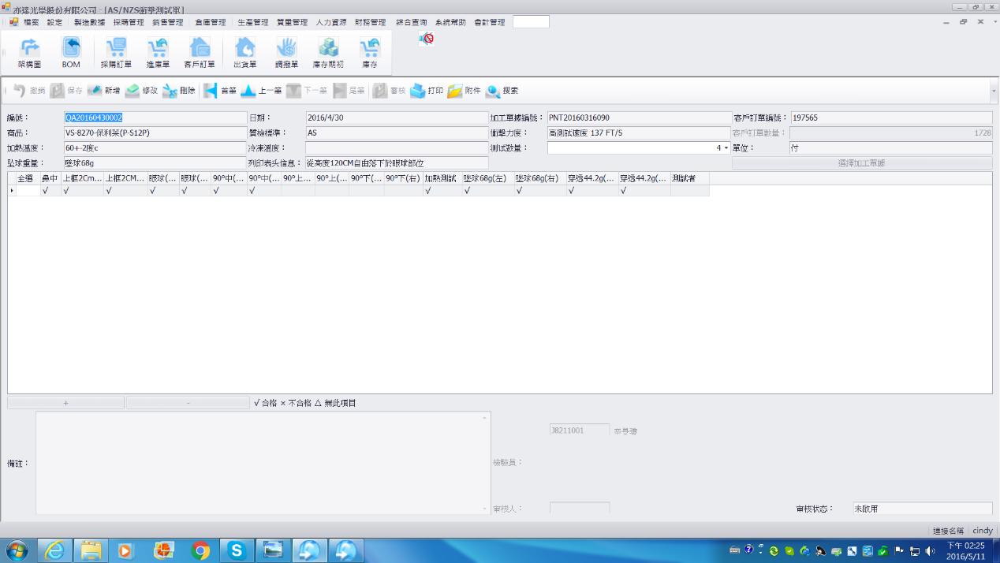 亦達光學股份有限公司 - [AS/NZS衝擊測試單]
檔案 設定 製造數據 採購管理 銷售管理 倉庫管理 生產管理 質量管理 人力資源 財務管理 綜合查詢 系統幫助 會計管理
架構圖 BOM 採購訂單 進庫單 客戶訂單 出貨單 調撥單 庫存期初 庫存
撤銷 保存 新增 修改 刪除 首筆 上一筆 下一筆 尾筆 審核 打印 附件 搜索
編號： QA20160430002 日期： 2016/4/30 加工單據編號： PNT20160316090 客戶訂單編號： 197565
商品： VS-8270-保利萊(P-S12P) 質檢標準： AS 衝擊力度： 高測試速度 137 FT/S 客戶訂單數量： 1728
加熱溫度： 60+-2度c 冷凍溫度： 测试数量： 4 單位： 付
坠球重量： 墜球68g 列印表头信息： 從高度120CM自由落下於眼球部位 選擇加工單據
全選 鼻中 上框2Cm... 上框2CM... 眼球(... 眼球(... 90°中(... 90°中(... 90°上... 90°上(... 90°下(... 90°下(右) 加熱測試 墜球68g(左) 墜球68g(右) 穿透44.2g(... 穿透44.2g(... 測試者
√ √ √ √ √ √ √ √ √ √ √ √
+ - √ 合格 × 不合格 △ 無此項目
J8211001
備註： 檢驗員：
审核人： 审核状态： 未啟用
連接名稱 cindy
下午 02:25
2016/5/11